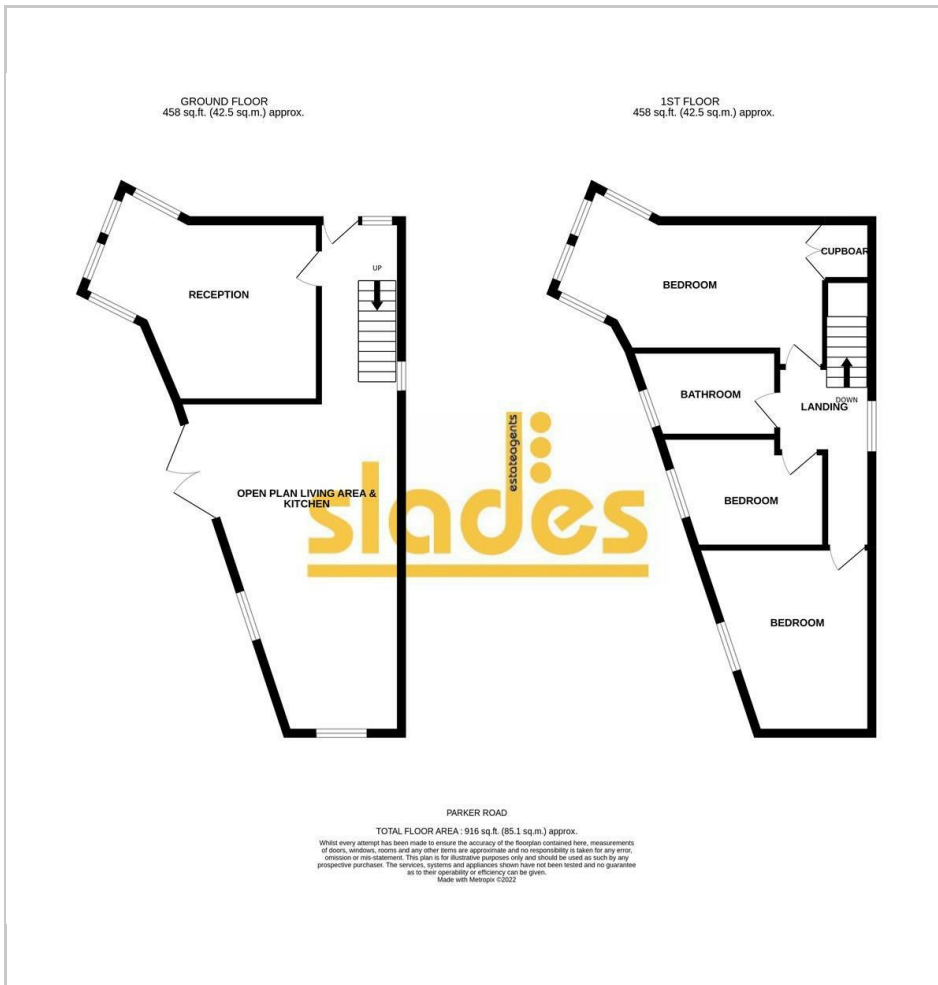 GROUND FLOOR
458 sq.ft. (42.5 sq.m.) approx.
1ST FLOOR
458 sq.ft. (42.5 sq.m.) approx.
UP
RECEPTION
OPEN PLAN LIVING AREA &
KITCHEN
CUPBOAR
BEDROOM
BATHROOM
DOWN
LANDING
BEDROOM
BEDROOM
slades
estateagents
PARKER ROAD
TOTAL FLOOR AREA : 916 sq.ft. (85.1 sq.m.) approx.
Whilst every attempt has been made to ensure the accuracy of the floorplan contained here, measurements
of doors, windows, rooms and any other items are approximate and no responsibility is taken for any error,
omission or mis-statement. This plan is for illustrative purposes only and should be used as such by any
prospective purchaser. The services, systems and appliances shown have not been tested and no guarantee
as to their operability or efficiency can be given.
Made with Metropix ©2022